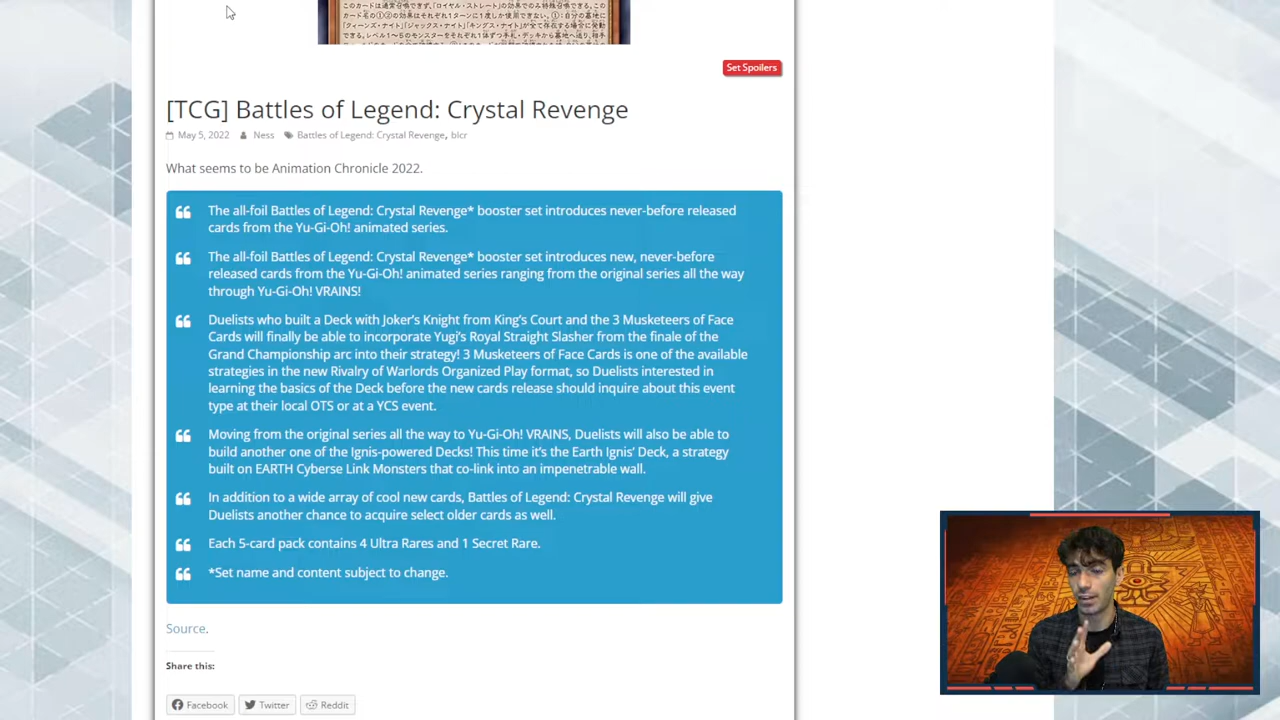 Set Spoilers
[TCG] Battles of Legend: Crystal Revenge
May 5, 2022 Ness Battles of Legend: Crystal Revenge, blcr
What seems to be Animation Chronicle 2022.
The all-foil Battles of Legend: Crystal Revenge* booster set introduces never-before released
cards from the Yu-Gi-Oh! animated series.
The all-foil Battles of Legend: Crystal Revenge* booster set introduces new, never-before
released cards from the Yu-Gi-Oh! animated series ranging from the original series all the way
through Yu-Gi-Oh! VRAINS!
Duelists who built a Deck with Joker's Knight from King's Court and the 3 Musketeers of Face
Cards will finally be able to incorporate Yugi's Royal Straight Slasher from the finale of the
Grand Championship arc into their strategy! 3 Musketeers of Face Cards is one of the available
strategies in the new Rivalry of Warlords Organized Play format, so Duelists interested in
learning the basics of the Deck before the new cards release should inquire about this event
type at their local OTS or at a YCS event.
Moving from the original series all the way to Yu-Gi-Oh! VRAINS, Duelists will also be able to
build another one of the Ignis-powered Decks! This time it's the Earth Ignis' Deck, a strategy
built on EARTH Cyberse Link Monsters that co-link into an impenetrable wall.
In addition to a wide array of cool new cards, Battles of Legend: Crystal Revenge will give
Duelists another chance to acquire select older cards as well.
Each 5-card pack contains 4 Ultra Rares and 1 Secret Rare.
*Set name and content subject to change.
Source.
Share this:
Facebook Twitter Reddit